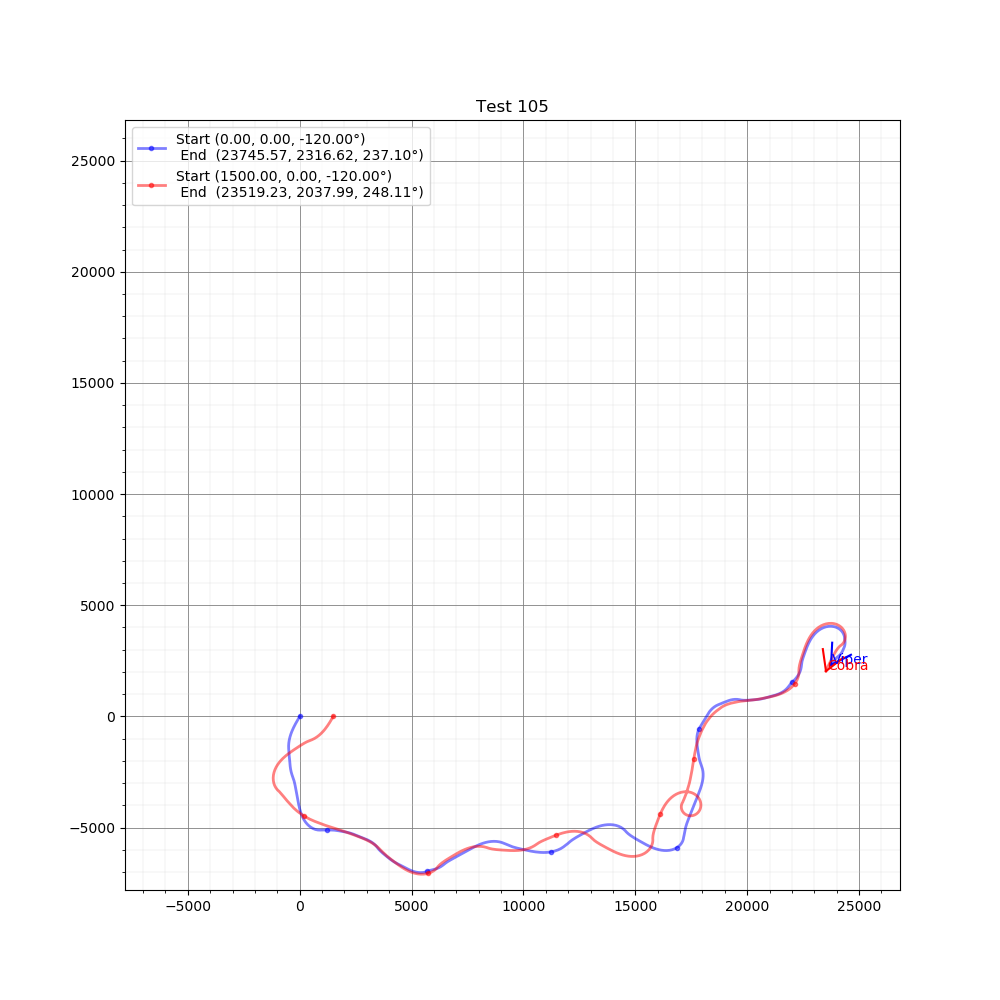 Test 105
Start (0.00, 0.00, -120.00°)
End (23745.57, 2316.62, 237.10°)
Start (1500.00, 0.00, -120.00°)
End (23519.23, 2037.99, 248.11°)
25000
20000
15000
10000
5000
0
−5000
Viper
Cobra
−5000 0 5000 10000 15000 20000 25000